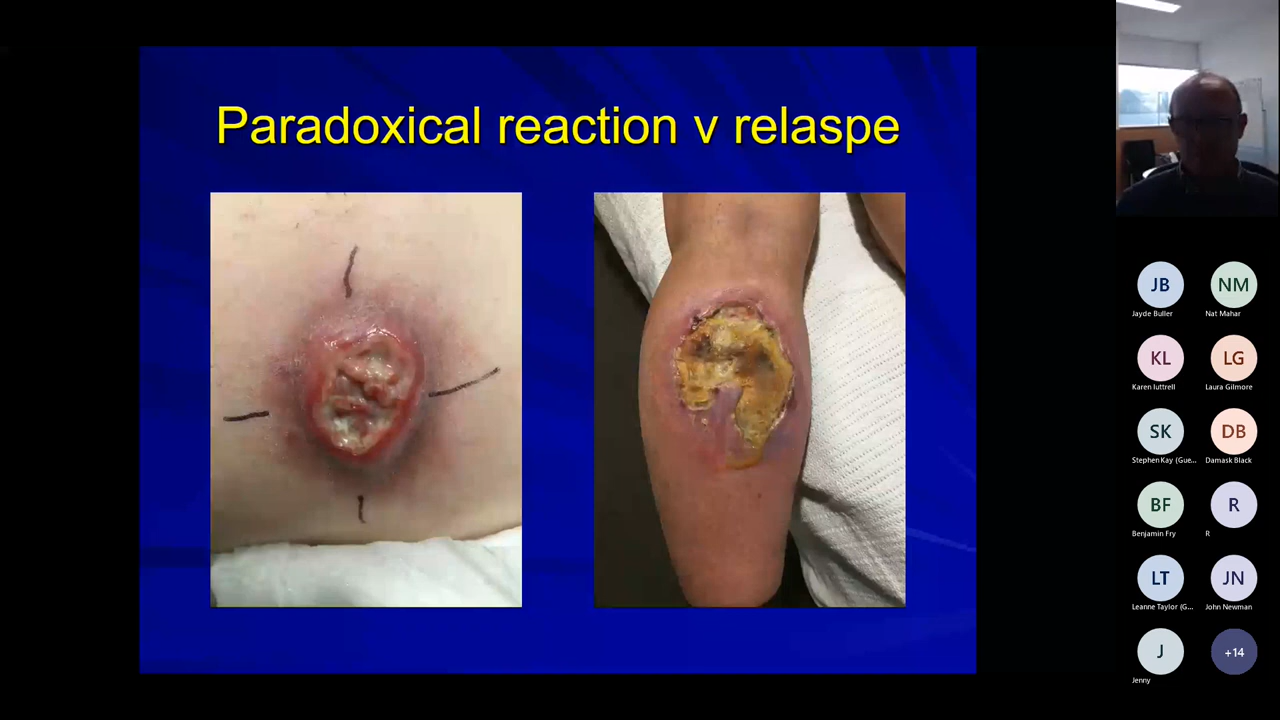 Paradoxical reaction v relaspe
JB
NM
Jayde Buller
Nat Mahar
KL
LG
Karen luttrell
Laura Gilmore
SK
DB
Stephen Kay (Gue...
Damask Black
BF
R
Benjamin Fry
R
LT
JN
Leanne Taylor (G...
John Newman
J
+14
Jenny